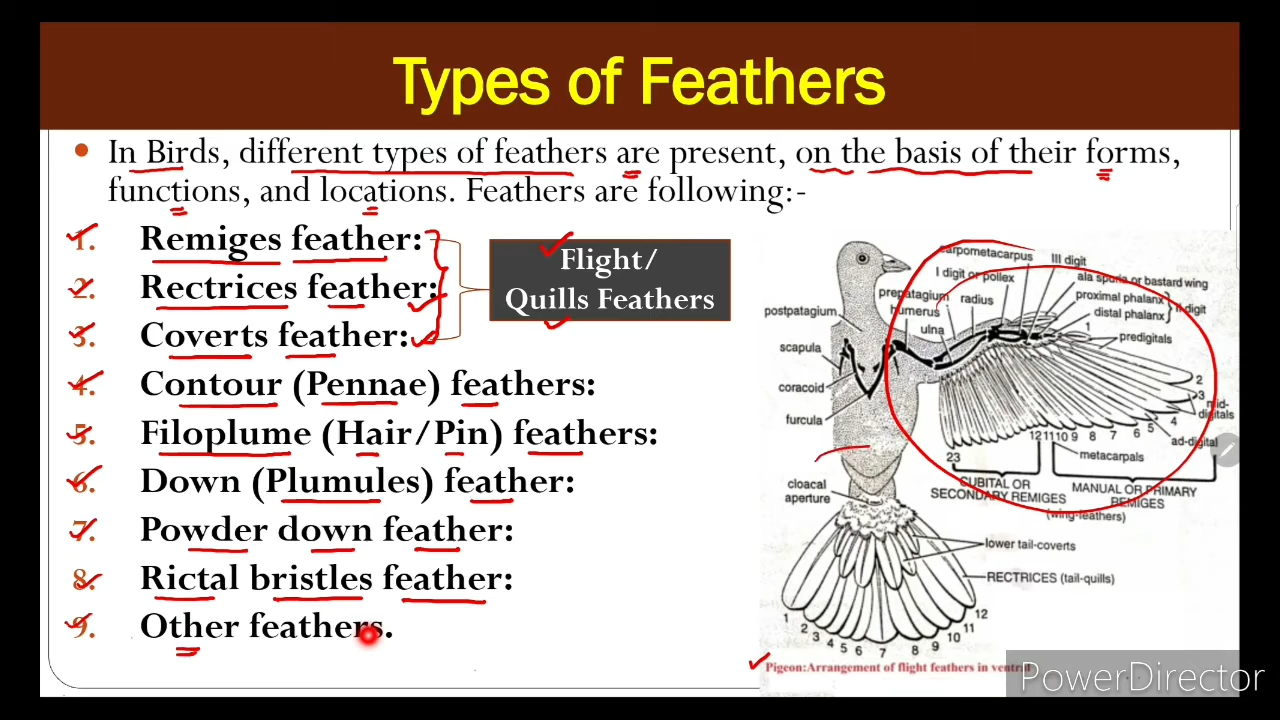 Types of Feathers
• In Birds, different types of feathers are present, on the basis of their forms,
functions, and locations. Feathers are following:-
1. Remiges feather:
2. Rectrices feather:
3. Coverts feather:
4. Contour (Pennae) feathers:
5. Filoplume (Hair/Pin) feathers:
6. Down (Plumules) feather:
7. Powder down feather:
8. Rictal bristles feather:
9. Other feathers.
Flight/
Quills Feathers
carpometacarpus
III digit
I digit or pollex
ala spuria or bastard wing
prepatagium
radius
proximal phalanx
II digit
postpatagium
humerus
distal phalanx
ulna
1
predigitals
scapula
coracoid
2
3
mid-
digitals
furcula
4
5
6
7
8
9
10
11
12
ad-digital
23
metacarpals
cloacal
aperture
CUBITAL OR
SECONDARY REMIGES
MANUAL OR PRIMARY
REMIGES
(wing-feathers)
lower tail-coverts
RECTRICES (tail-quills)
1
2
3
4
5
6
7
8
9
10
11
12
Pigeon:Arrangement of flight feathers in
PowerDirector